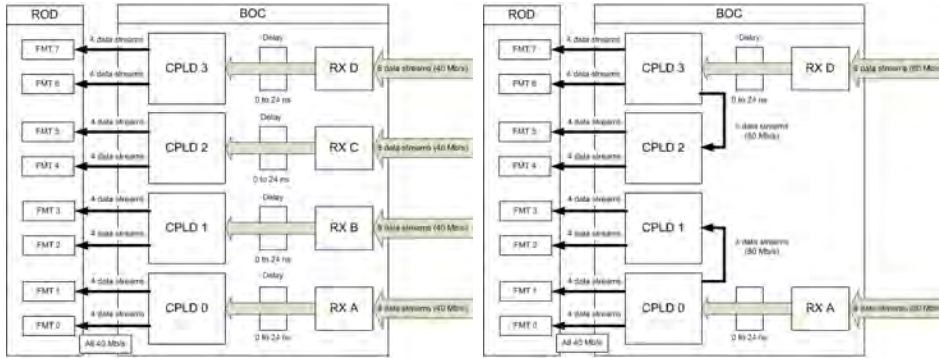 ROD BOC
FMT 7
FMT 6
FMT 5
FMT 4
FMT 3
FMT 2
FMT 1
FMT 0
4 data streams
4 data streams
4 data streams
4 data streams
4 data streams
4 data streams
4 data streams
4 data streams
All 40 Mb/s
CPLD 3
CPLD 2
CPLD 1
CPLD 0
Delay
0 to 24 ns
Delay
0 to 24 ns
Delay
0 to 24 ns
Delay
0 to 24 ns
RX D
RX C
RX B
RX A
8 data streams (40 Mb/s)
8 data streams (40 Mb/s)
8 data streams (40 Mb/s)
8 data streams (40 Mb/s)
ROD BOC
FMT 7
FMT 6
FMT 5
FMT 4
FMT 3
FMT 2
FMT 1
FMT 0
4 data streams
4 data streams
4 data streams
4 data streams
4 data streams
4 data streams
4 data streams
4 data streams
All 40 Mb/s
CPLD 3
CPLD 2
CPLD 1
CPLD 0
Delay
0 to 24 ns
data streams
(80 Mb/s)
data streams
(80 Mb/s)
Delay
0 to 24 ns
RX D
RX A
data streams (80 Mb/s)
data streams (80 Mb/s)